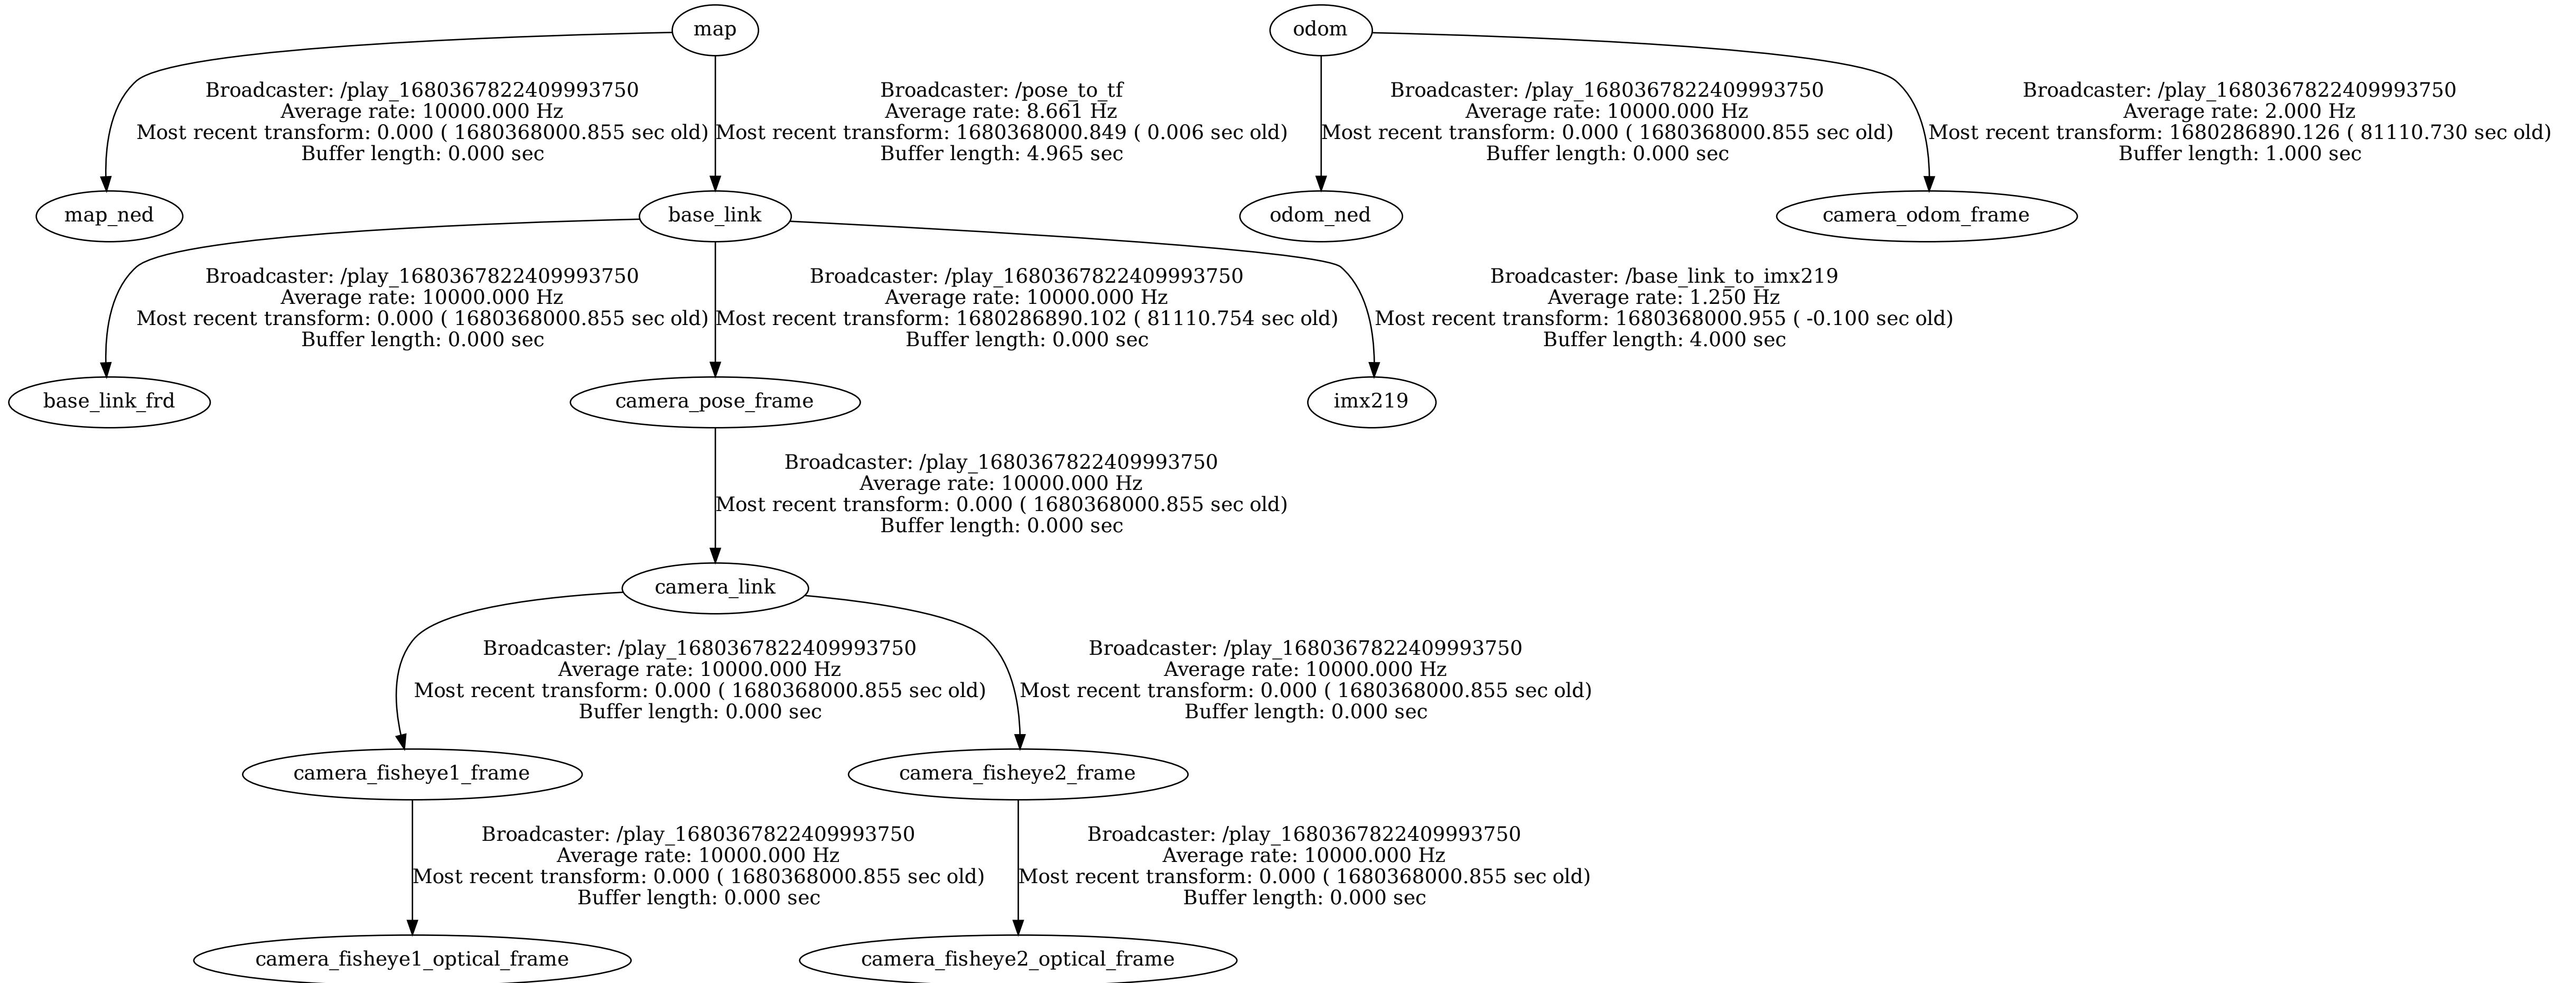 map
odom
Broadcaster: /play_1680367822409993750
Average rate: 10000.000 Hz
Most recent transform: 0.000 ( 1680368000.855 sec old)
Buffer length: 0.000 sec
Broadcaster: /pose_to_tf
Average rate: 8.661 Hz
Most recent transform: 1680368000.849 ( 0.006 sec old)
Buffer length: 4.965 sec
Broadcaster: /play_1680367822409993750
Average rate: 10000.000 Hz
Most recent transform: 0.000 ( 1680368000.855 sec old)
Buffer length: 0.000 sec
Broadcaster: /play_1680367822409993750
Average rate: 2.000 Hz
Most recent transform: 1680286890.126 ( 81110.730 sec old)
Buffer length: 1.000 sec
map_ned
base_link
odom_ned
camera_odom_frame
Broadcaster: /play_1680367822409993750
Average rate: 10000.000 Hz
Most recent transform: 0.000 ( 1680368000.855 sec old)
Buffer length: 0.000 sec
Broadcaster: /play_1680367822409993750
Average rate: 10000.000 Hz
Most recent transform: 1680286890.102 ( 81110.754 sec old)
Buffer length: 0.000 sec
Broadcaster: /base_link_to_imx219
Average rate: 1.250 Hz
Most recent transform: 1680368000.955 ( -0.100 sec old)
Buffer length: 4.000 sec
base_link_frd
camera_pose_frame
imx219
Broadcaster: /play_1680367822409993750
Average rate: 10000.000 Hz
Most recent transform: 0.000 ( 1680368000.855 sec old)
Buffer length: 0.000 sec
camera_link
Broadcaster: /play_1680367822409993750
Average rate: 10000.000 Hz
Most recent transform: 0.000 ( 1680368000.855 sec old)
Buffer length: 0.000 sec
Broadcaster: /play_1680367822409993750
Average rate: 10000.000 Hz
Most recent transform: 0.000 ( 1680368000.855 sec old)
Buffer length: 0.000 sec
camera_fisheye1_frame
camera_fisheye2_frame
Broadcaster: /play_1680367822409993750
Average rate: 10000.000 Hz
Most recent transform: 0.000 ( 1680368000.855 sec old)
Buffer length: 0.000 sec
Broadcaster: /play_1680367822409993750
Average rate: 10000.000 Hz
Most recent transform: 0.000 ( 1680368000.855 sec old)
Buffer length: 0.000 sec
camera_fisheye1_optical_frame
camera_fisheye2_optical_frame